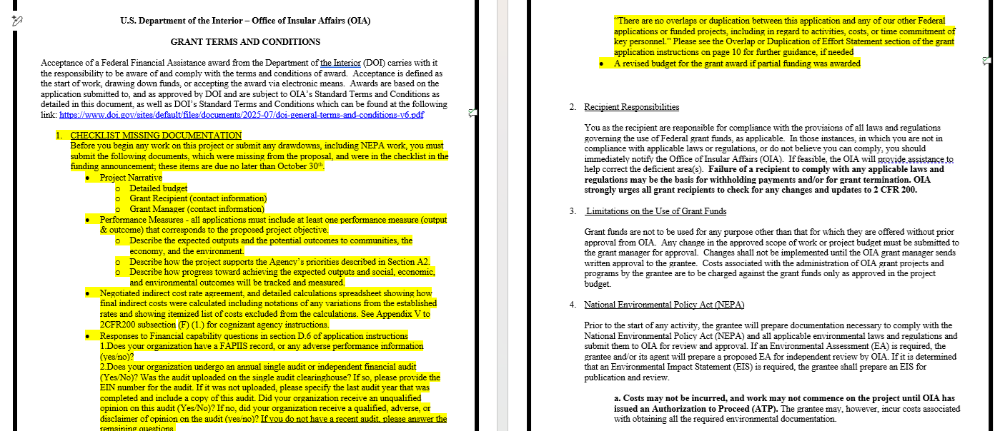 U.S. Department of the Interior – Office of Insular Affairs (OIA)
GRANT TERMS AND CONDITIONS
Acceptance of a Federal Financial Assistance award from the Department of the Interior (DOI) carries with it
the responsibility to be aware of and comply with the terms and conditions of award.  Acceptance is defined as
the start of work, drawing down funds, or accepting the award via electronic means.  Awards are based on the
application submitted to, and as approved by DOI and are subject to OIA's Standard Terms and Conditions as
detailed in this document, as well as DOI's Standard Terms and Conditions which can be found at the following
link: https://www.doi.gov/sites/default/files/documents/2025-07/doi-general-terms-and-conditions-v6.pdf
1. CHECKLIST MISSING DOCUMENTATION
Before you begin any work on this project or submit any drawdowns, including NEPA work, you must
submit the following documents, which were missing from the proposal, and were in the checklist in the
funding announcement; these items are due no later than October 30th.
• Project Narrative
o Detailed budget
o Grant Recipient (contact information)
o Grant Manager (contact information)
• Performance Measures - all applications must include at least one performance measure (output
& outcome) that corresponds to the proposed project objective.
o Describe the expected outputs and the potential outcomes to communities, the
economy, and the environment.
o Describe how the project supports the Agency's priorities described in Section A2.
o Describe how progress toward achieving the expected outputs and social, economic,
and environmental outcomes will be tracked and measured.
• Negotiated indirect cost rate agreement, and detailed calculations spreadsheet showing how
final indirect costs were calculated including notations of any variations from the established
rates and showing itemized list of costs excluded from the calculations. See Appendix V to
2CFR200 subsection (F) (1.) for cognizant agency instructions.
• Responses to Financial capability questions in section D.6 of application instructions
1.Does your organization have a FAPIIS record, or any adverse performance information
(yes/no)?
2.Does your organization undergo an annual single audit or independent financial audit
(Yes/No)? Was the audit uploaded on the single audit clearinghouse? If so, please provide the
EIN number for the audit. If it was not uploaded, please specify the last audit year that was
completed and include a copy of this audit. Did your organization receive an unqualified
opinion on this audit (Yes/No)? If no, did your organization receive a qualified, adverse, or
disclaimer of opinion on the audit (yes/no)? If you do not have a recent audit, please answer the
remaining questions.
“There are no overlaps or duplication between this application and any of our other Federal
applications or funded projects, including in regard to activities, costs, or time commitment of
key personnel.” Please see the Overlap or Duplication of Effort Statement section of the grant
application instructions on page 10 for further guidance, if needed
• A revised budget for the grant award if partial funding was awarded
2. Recipient Responsibilities
You as the recipient are responsible for compliance with the provisions of all laws and regulations
governing the use of Federal grant funds, as applicable.  In those instances, in which you are not in
compliance with applicable laws or regulations, or do not believe you can comply, you should
immediately notify the Office of Insular Affairs (OIA).  If feasible, the OIA will provide assistance to
help correct the deficient area(s).  Failure of a recipient to comply with any applicable laws and
regulations may be the basis for withholding payments and/or for grant termination. OIA
strongly urges all grant recipients to check for any changes and updates to 2 CFR 200.
3. Limitations on the Use of Grant Funds
Grant funds are not to be used for any purpose other than that for which they are offered without prior
approval from OIA.  Any change in the approved scope of work or project budget must be submitted to
the grant manager for approval.  Changes shall not be implemented until the OIA grant manager sends
written approval to the grantee.  Costs associated with the administration of OIA grant projects and
programs by the grantee are to be charged against the grant funds only as approved in the project
budget.
4. National Environmental Policy Act (NEPA)
Prior to the start of any activity, the grantee will prepare documentation necessary to comply with the
National Environmental Policy Act (NEPA) and all applicable environmental laws and regulations and
submit them to OIA for review and approval. If an Environmental Assessment (EA) is required, the
grantee and/or its agent will prepare a proposed EA for independent review by OIA. If it is determined
that an Environmental Impact Statement (EIS) is required, the grantee shall prepare an EIS for
publication and review.
a. Costs may not be incurred, and work may not commence on the project until OIA has
issued an Authorization to Proceed (ATP). The grantee may, however, incur costs associated
with obtaining all the required environmental documentation.